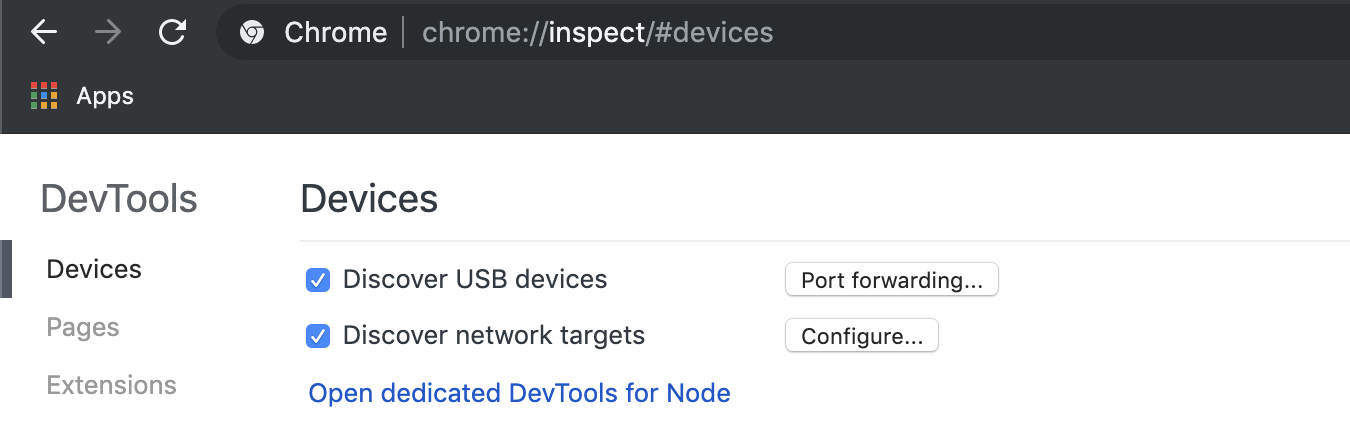 Chrome | chrome://inspect/#devices
Apps
DevTools
Devices
Pages
Extensions
Devices
Discover USB devices Port forwarding...
Discover network targets Configure...
Open dedicated DevTools for Node